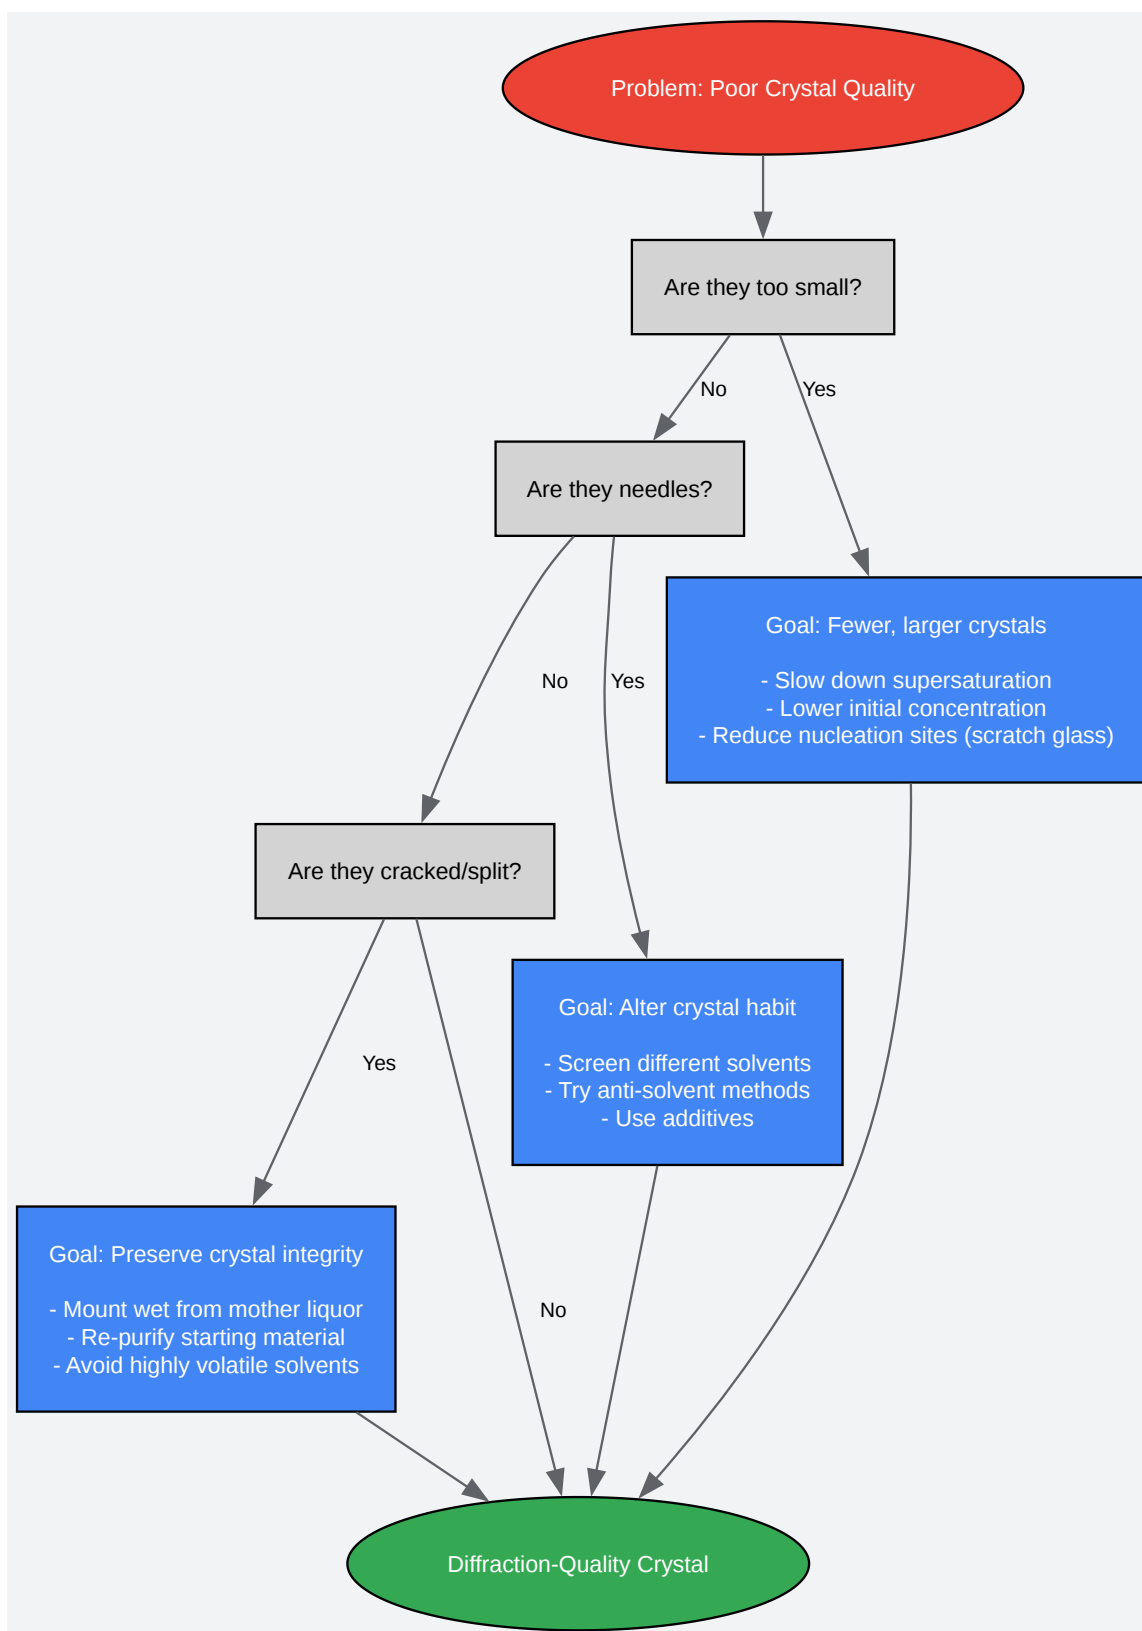 Problem: Poor Crystal Quality
Are they too small?
No
Yes
Are they needles?
Goal: Fewer, larger crystals
- Slow down supersaturation
- Lower initial concentration
- Reduce nucleation sites (scratch glass)
No
Yes
Are they cracked/split?
Goal: Alter crystal habit
- Screen different solvents
- Try anti-solvent methods
- Use additives
Yes
Goal: Preserve crystal integrity
- Mount wet from mother liquor
- Re-purify starting material
- Avoid highly volatile solvents
No
Diffraction-Quality Crystal